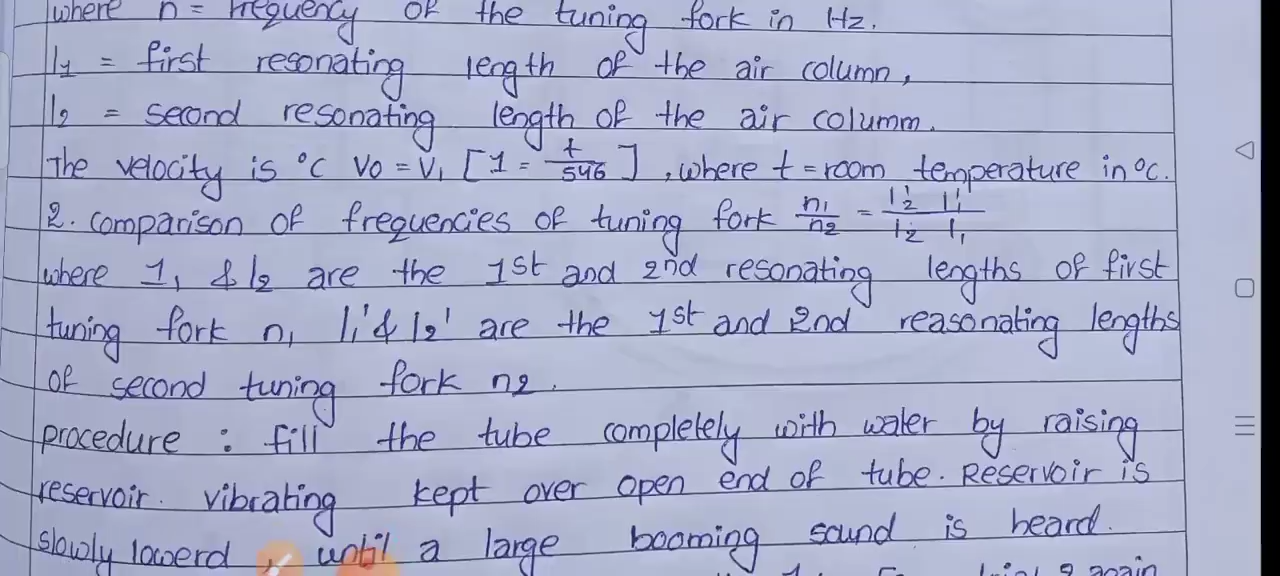 where n = frequency of the tuning fork in Hz.
l1 = first resonating length of the air column,
l2 = second resonating length of the air columm.
The velocity is °C Vo = V1 [1 = t/546], where t = room temperature in °C.
2. Comparison of frequencies of tuning fork n1/n2 = l2' l1'/l2 l1
where 1, & l2 are the 1st and 2nd resonating lengths of first
tuning fork n1 l1' & l2' are the 1st and 2nd reasonating lengths
of second tuning fork n2.
procedure : fill the tube completely with water by raising
reservoir. vibrating kept over open end of tube. Reservoir is
slowly lowerd , until a large booming sound is heard.
again